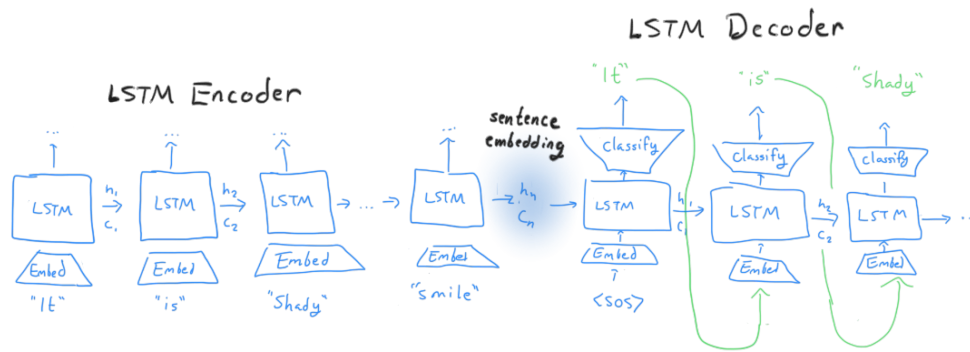 LSTM Decoder
LSTM Encoder
"It"
"is"
"Shady"
...
...
...
...
sentence
embedding
classify
classify
classify
LSTM
h₁
c₁
LSTM
h₂
c₂
LSTM
...
LSTM
hₙ
cₙ
LSTM
h₁
c₁
LSTM
h₂
c₂
LSTM
...
Embed
Embed
Embed
Embed
Embed
Embed
Embed
"It"
"is"
"Shady"
"smile"
<SOS>